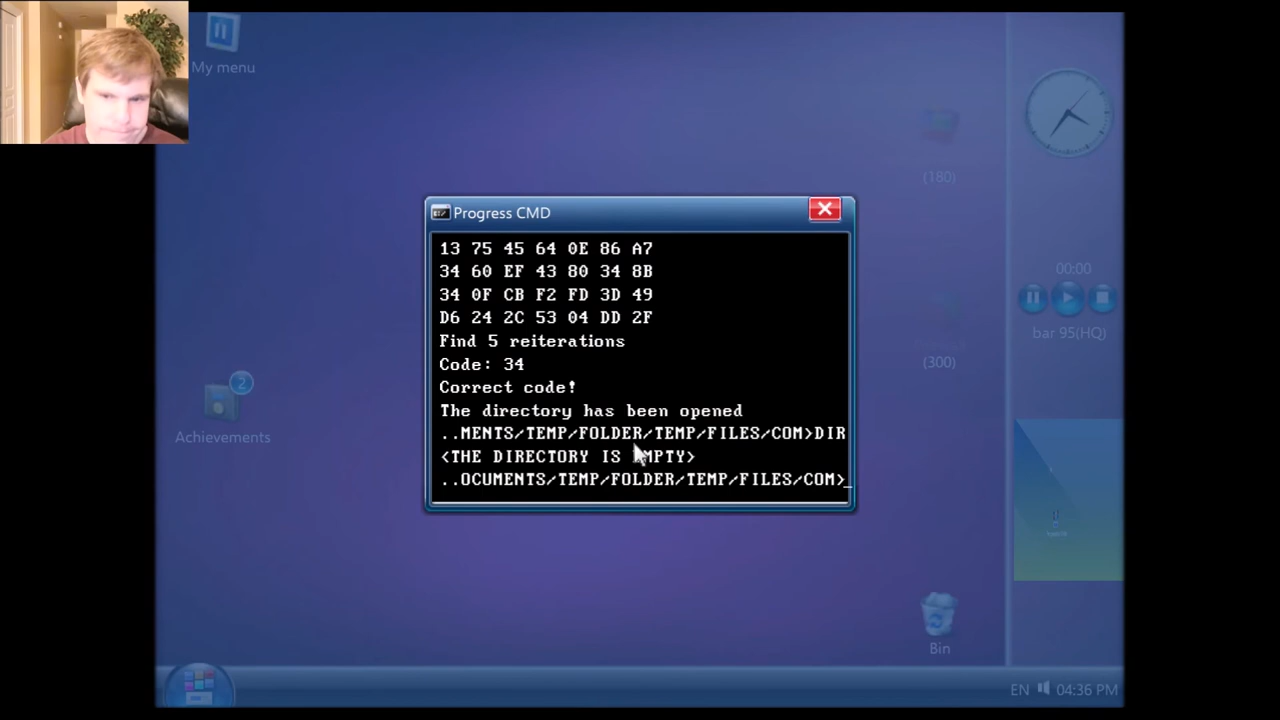 My menu
(180)
Progress CMD
13 75 45 64 0E 86 A7
34 60 EF 43 80 34 8B
34 0F CB F2 FD 3D 49
D6 24 2C 53 04 DD 2F
Find 5 reiterations
Code: 34
Correct code!
The directory has been opened
..MENTS/TEMP/FOLDER/TEMP/FILES/COM>DIR
<THE DIRECTORY IS EMPTY>
..OCUMENTS/TEMP/FOLDER/TEMP/FILES/COM>_
00:00
bar 95(HQ)
(300)
2
Achievements
Bin
EN 04:36 PM